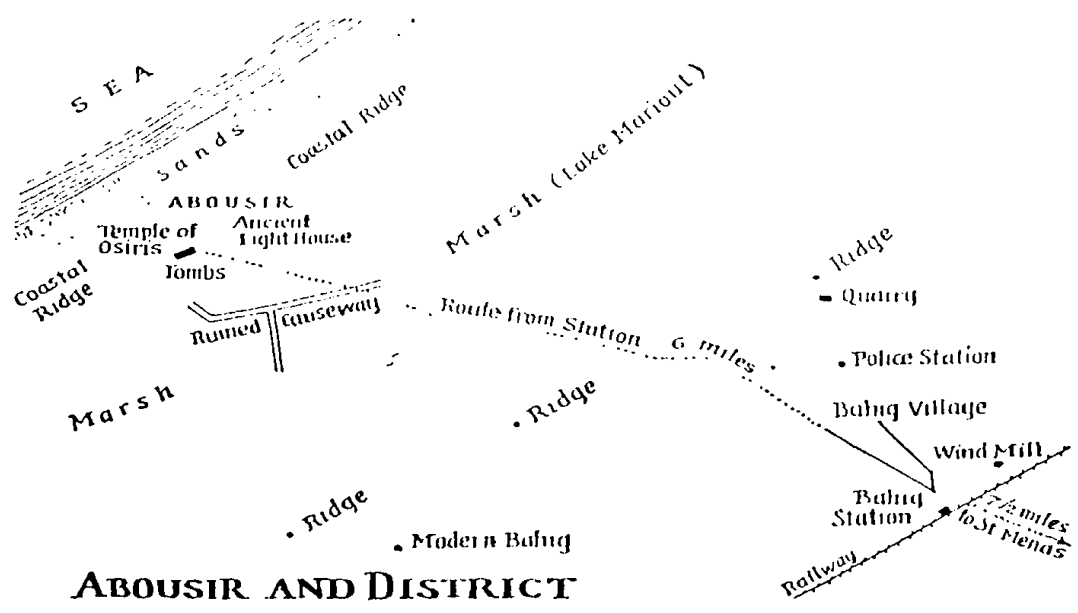 SEA
Sands
Coastal Ridge
ABOUSIR
Temple of
Osiris
Ancient
Light House
Tombs
Coastal
Ridge
Marsh (Lake Mariout)
Ruined Causeway
Route from Station 6 miles
Ridge
Quarry
Police Station
Bahig Village
Wind Mill
Bahig
Station
7½ miles
to St Menas
Railway
Marsh
Ridge
Ridge
Modern Bahig
ABOUSIR AND DISTRICT